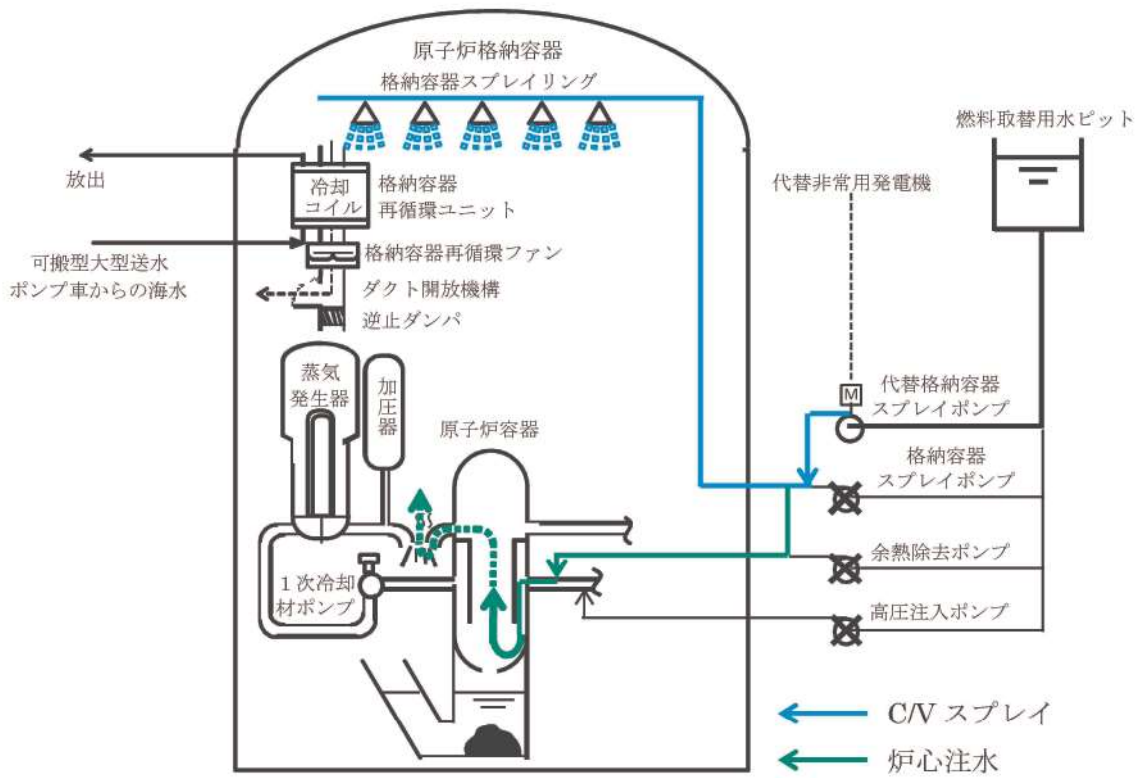 原子炉格納容器
格納容器スプレイリング
燃料取替用水ピット
放出
冷却
コイル
格納容器
再循環ユニット
代替非常用発電機
格納容器再循環ファン
可搬型大型送水
ポンプ車からの海水
ダクト開放機構
逆止ダンパ
蒸気
発生器
加圧器
原子炉容器
M
代替格納容器
スプレイポンプ
格納容器
スプレイポンプ
余熱除去ポンプ
1次冷却
材ポンプ
高圧注入ポンプ
C/V スプレイ
炉心注水